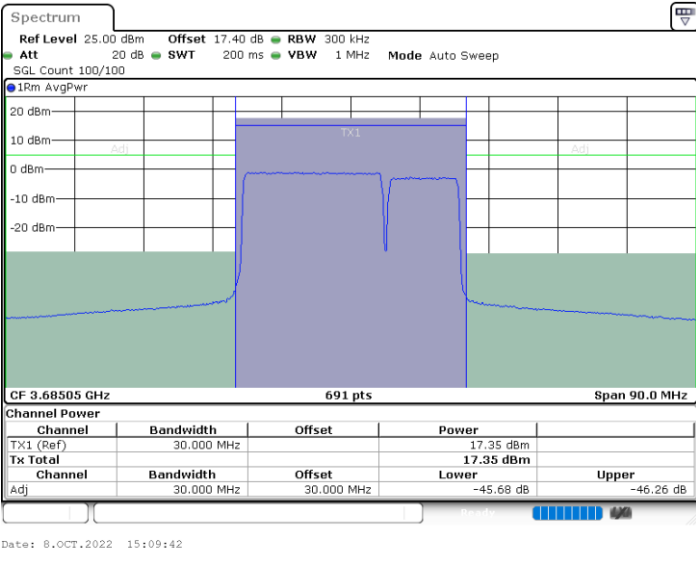 Spectrum
Ref Level 25.00 dBm Offset 17.40 dB RBW 300 kHz
Att 20 dB SWT 200 ms VBW 1 MHz Mode Auto Sweep
SGL Count 100/100
1Rm AvgPwr
20 dBm
TX1
10 dBm
Adj Adj
0 dBm
-10 dBm
-20 dBm
CF 3.68505 GHz 691 pts Span 90.0 MHz
Channel Power
Channel Bandwidth Offset Power
TX1 (Ref) 30.000 MHz 17.35 dBm
Tx Total 17.35 dBm
Channel Bandwidth Offset Lower Upper
Adj 30.000 MHz 30.000 MHz -45.68 dB -46.26 dB
Ready
Date: 8.OCT.2022 15:09:42